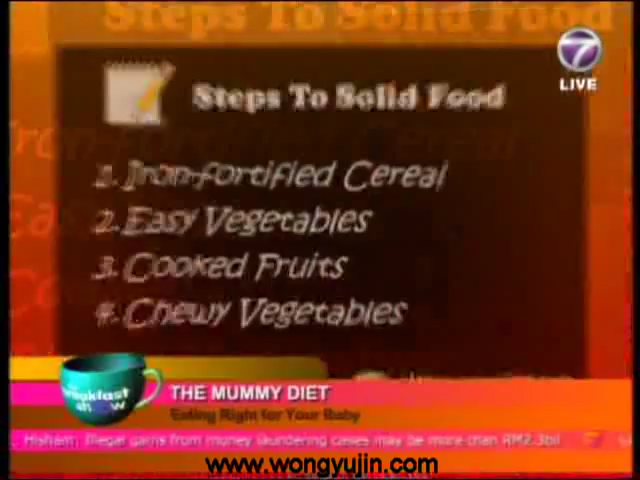 Steps To Solid Food
7
LIVE
Steps To Solid Food
1. Iron-fortified Cereal
2. Easy Vegetables
3. Cooked Fruits
4. Chewy Vegetables
breakfast
show
THE MUMMY DIET
Eating Right for Your Baby
Hisham: Illegal gains from money laundering cases may be more than RM2.3bil
www.wongyujin.com